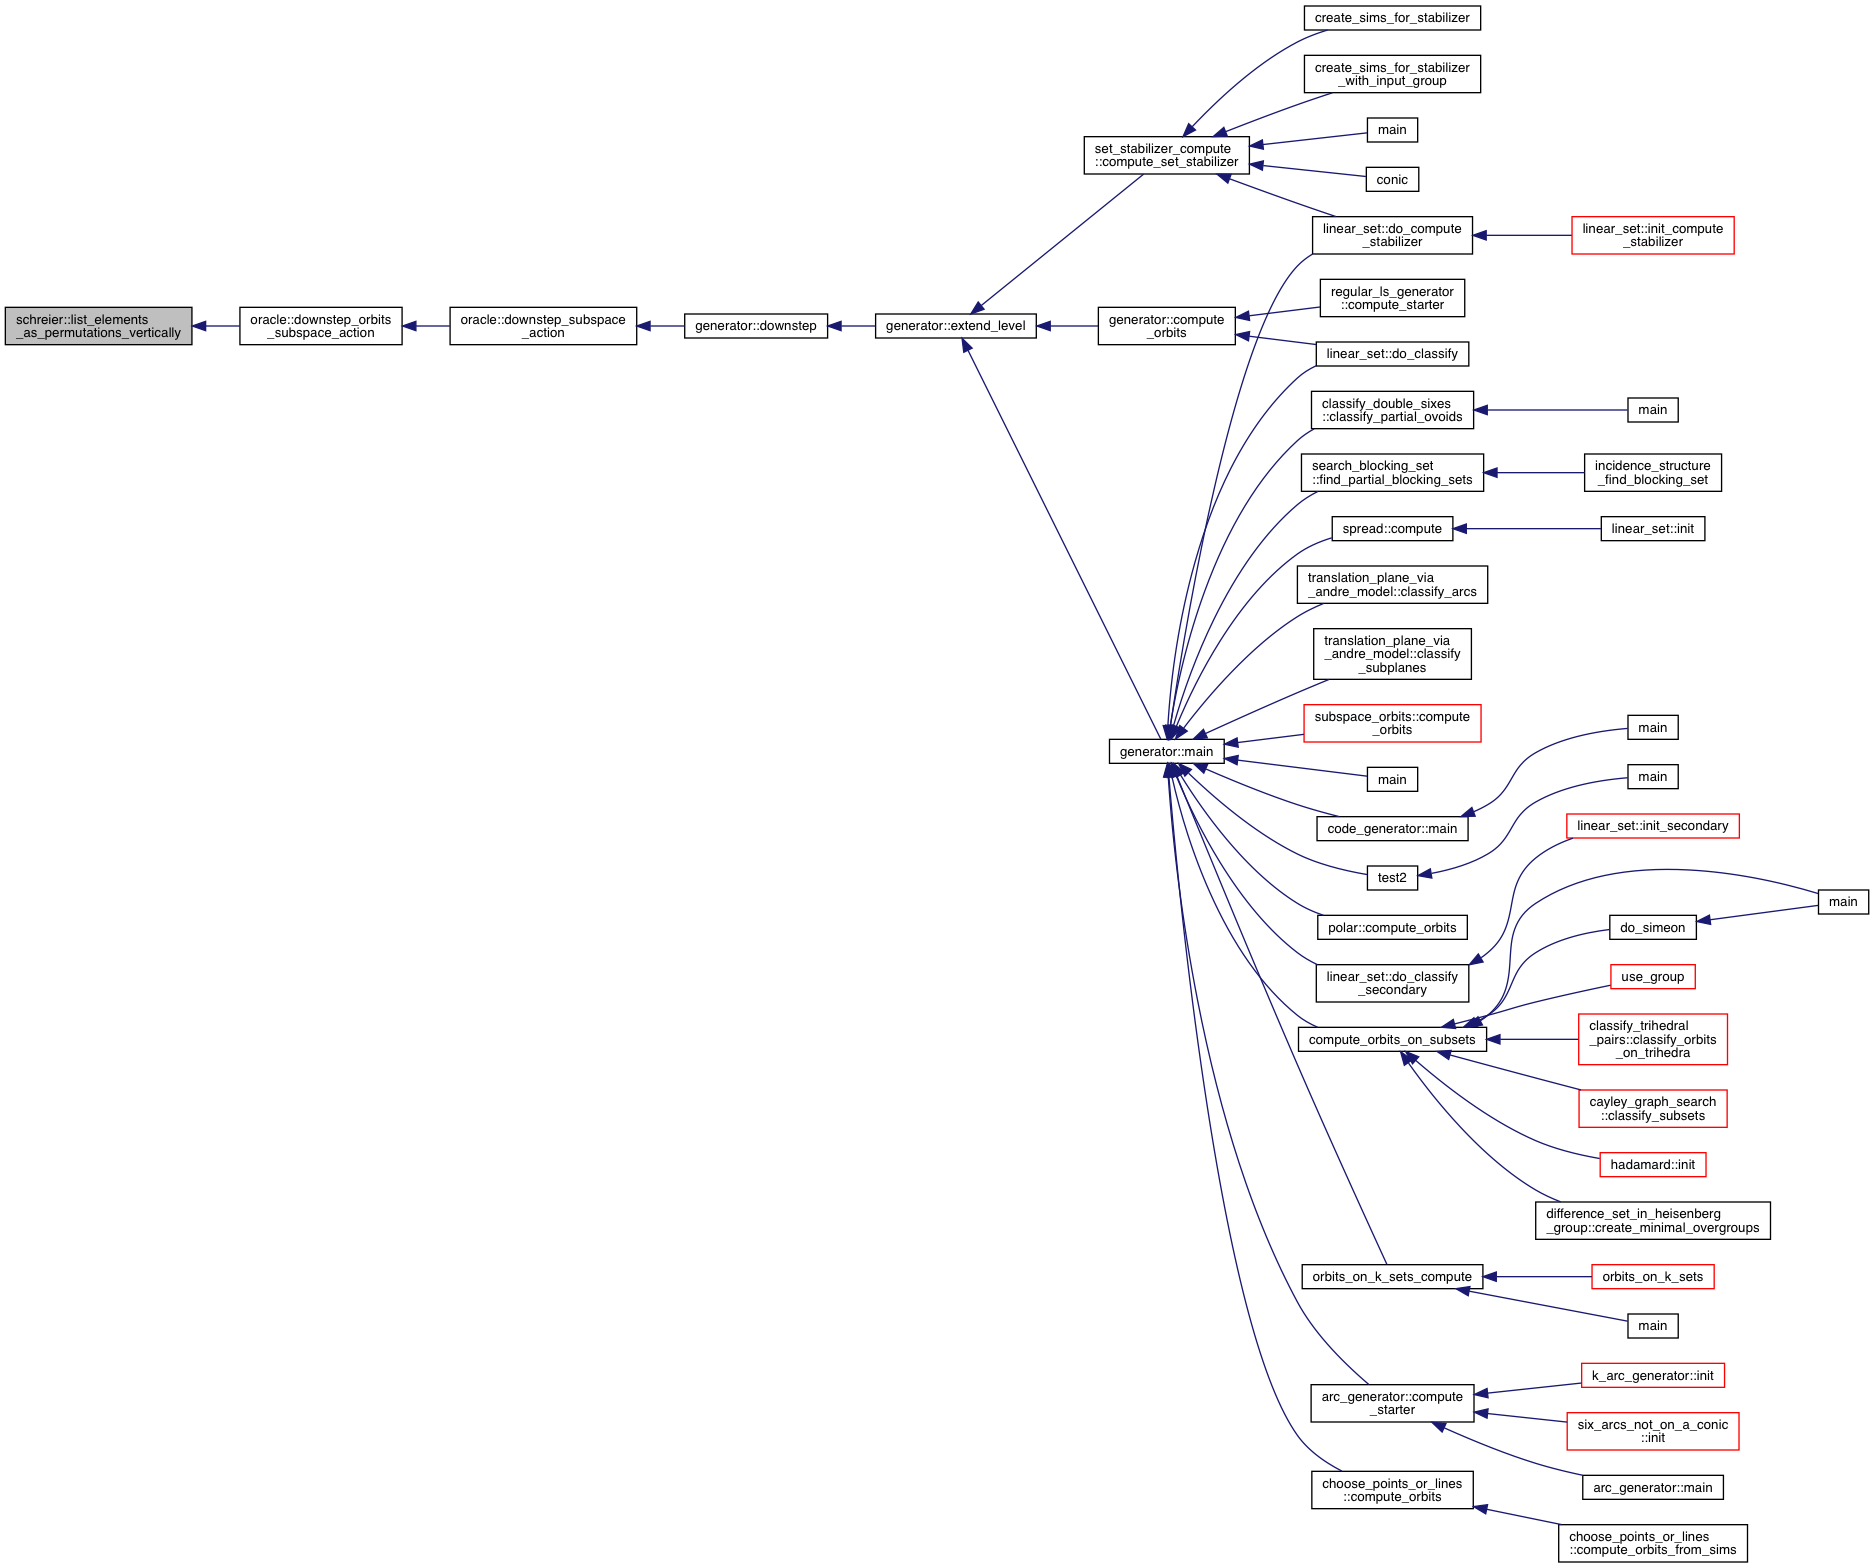 create_sims_for_stabilizer
create_sims_for_stabilizer
_with_input_group
main
set_stabilizer_compute
::compute_set_stabilizer
conic
linear_set::do_compute
_stabilizer
linear_set::init_compute
_stabilizer
schreier::list_elements
_as_permutations_vertically
oracle::downstep_orbits
_subspace_action
oracle::downstep_subspace
_action
generator::downstep
generator::extend_level
generator::compute
_orbits
regular_ls_generator
::compute_starter
linear_set::do_classify
classify_double_sixes
::classify_partial_ovoids
main
search_blocking_set
::find_partial_blocking_sets
incidence_structure
_find_blocking_set
spread::compute
linear_set::init
translation_plane_via
_andre_model::classify_arcs
translation_plane_via
_andre_model::classify
_subplanes
subspace_orbits::compute
_orbits
generator::main
main
main
main
code_generator::main
linear_set::init_secondary
test2
main
polar::compute_orbits
do_simeon
linear_set::do_classify
_secondary
use_group
compute_orbits_on_subsets
classify_trihedral
_pairs::classify_orbits
_on_trihedra
cayley_graph_search
::classify_subsets
hadamard::init
difference_set_in_heisenberg
_group::create_minimal_overgroups
orbits_on_k_sets_compute
orbits_on_k_sets
main
arc_generator::compute
_starter
k_arc_generator::init
six_arcs_not_on_a_conic
::init
arc_generator::main
choose_points_or_lines
::compute_orbits
choose_points_or_lines
::compute_orbits_from_sims